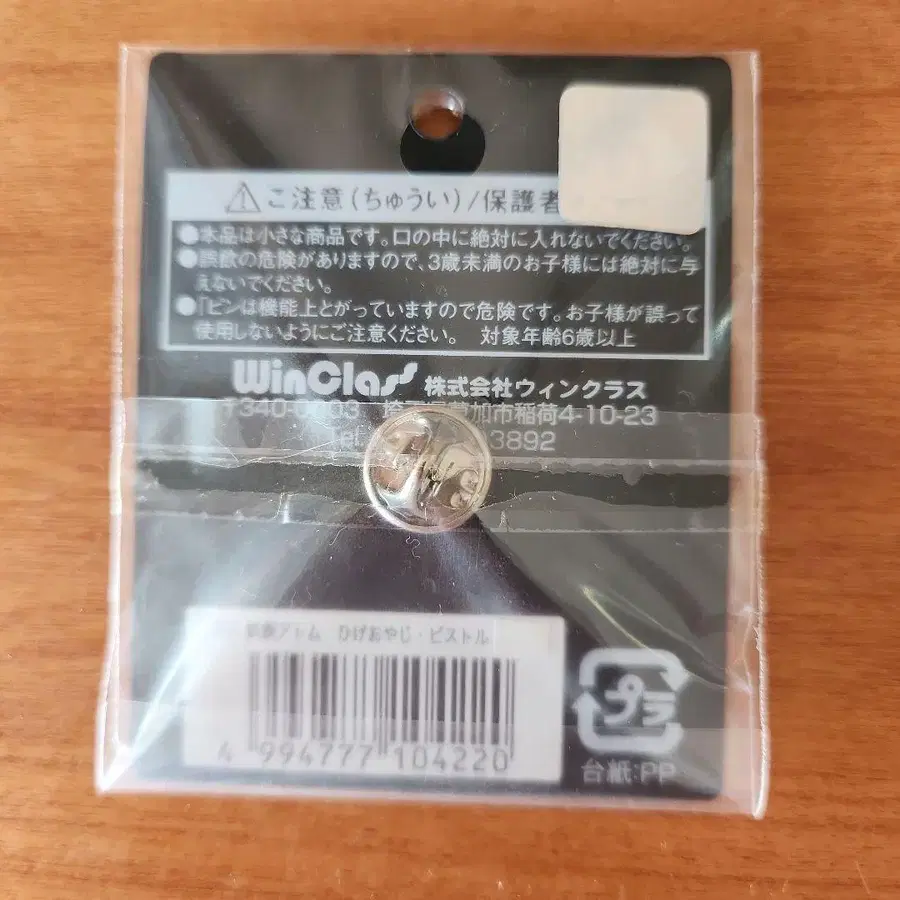 ご注意(ちゅうい)/保護者
●本品は小さな商品です。口の中に絶対に入れないでください。
●誤飲の危険がありますので、3歳未満のお子様には絶対に与
えないでください。
●「ピンは機能上とがっていますので危険です。お子様が誤って
使用しないようにご注意ください。 対象年齢6歳以上
WinClass 株式会社ウィンクラス
〒340-0003 埼玉県草加市稲荷4-10-23
Tel. 3892
鉄腕アトム ひげおやじ・ピストル
4 994777 104220
プラ
台紙:PP